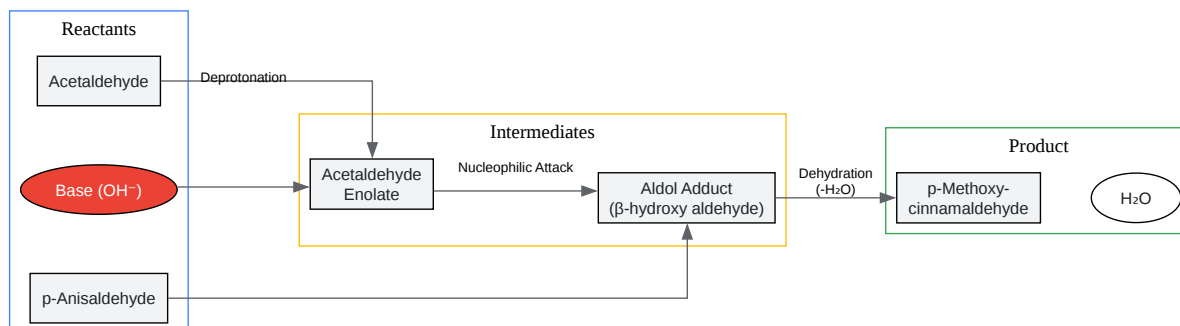 Reactants
Acetaldehyde
Deprotonation
Base (OH⁻)
p-Anisaldehyde
Intermediates
Acetaldehyde
Enolate
Nucleophilic Attack
Aldol Adduct
(β-hydroxy aldehyde)
Dehydration
(-H₂O)
Product
p-Methoxy-
cinnamaldehyde
H₂O